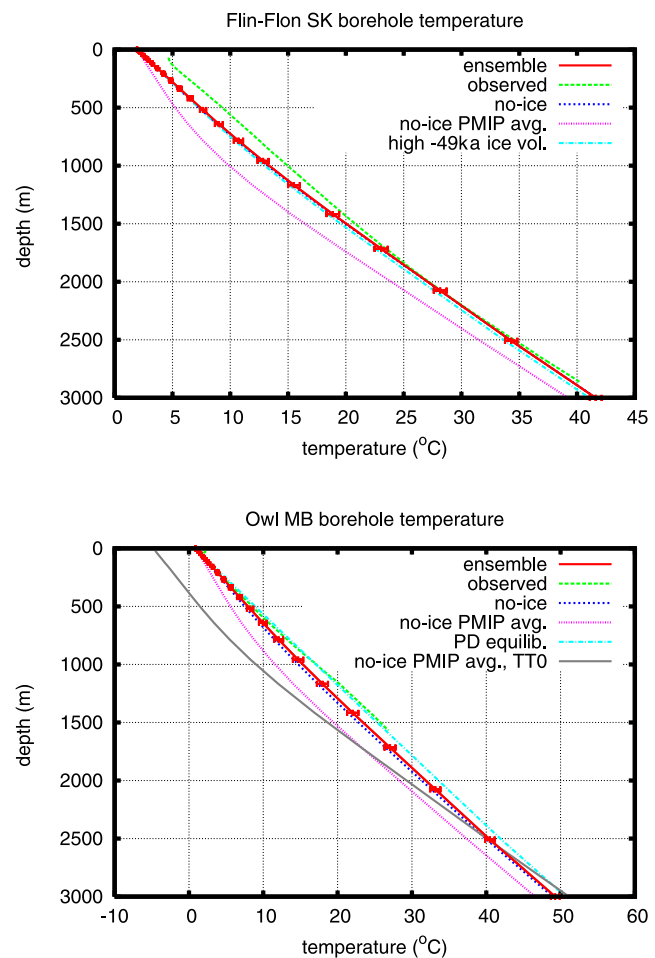 Flin-Flon SK borehole temperature
depth (m)
0
500
1000
1500
2000
2500
3000
ensemble
observed
no-ice
no-ice PMIP avg.
high -49ka ice vol.
0 5 10 15 20 25 30 35 40 45
temperature (°C)
Owl MB borehole temperature
depth (m)
0
500
1000
1500
2000
2500
3000
ensemble
observed
no-ice
no-ice PMIP avg.
PD equilib.
no-ice PMIP avg., TT0
-10 0 10 20 30 40 50 60
temperature (°C)